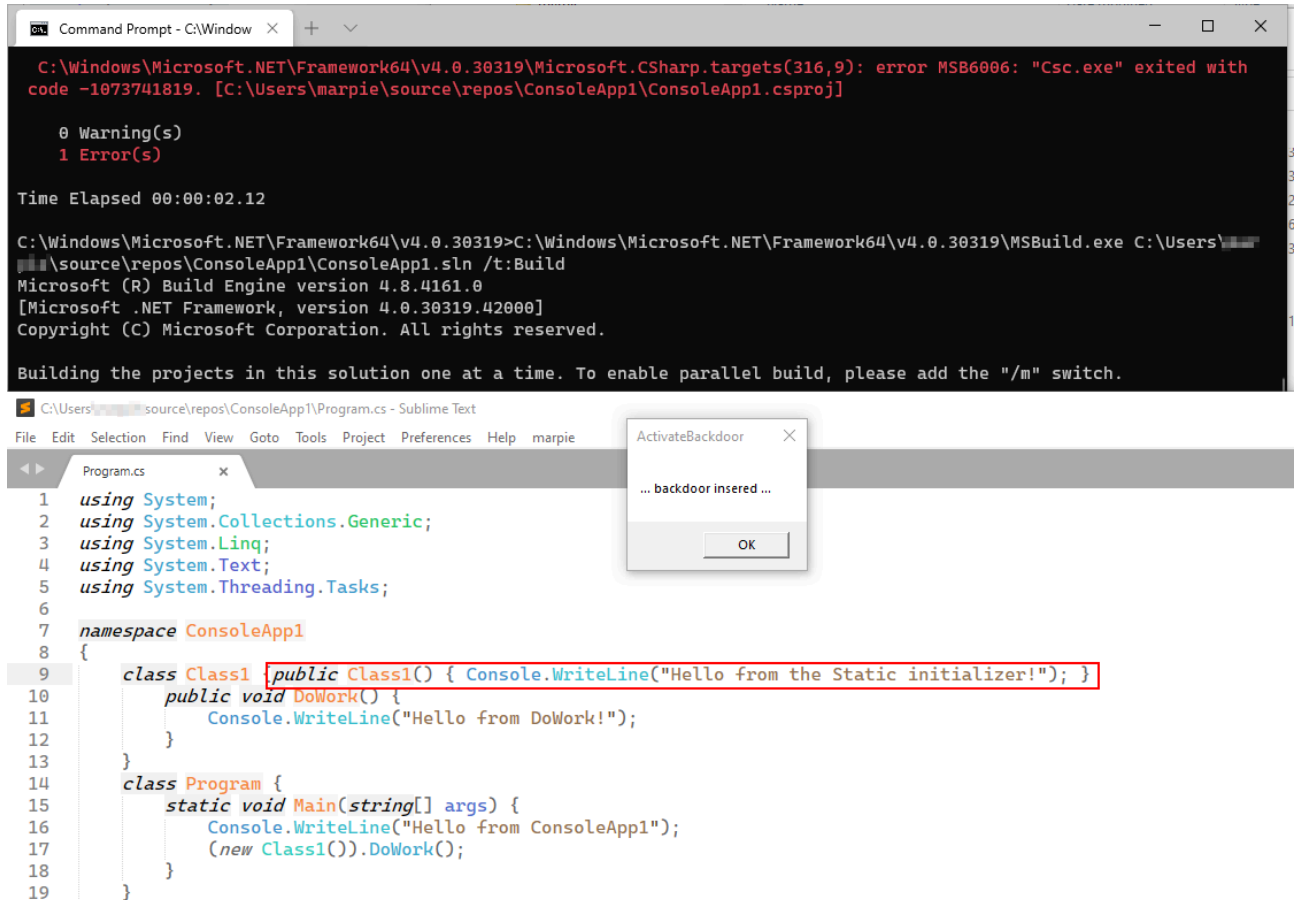 Command Prompt - C:\Window
C:\Windows\Microsoft.NET\Framework64\v4.0.30319\Microsoft.CSharp.targets(316,9): error MSB6006: "Csc.exe" exited with
code -1073741819. [C:\Users\marpie\source\repos\ConsoleApp1\ConsoleApp1.csproj]
0 Warning(s)
1 Error(s)
Time Elapsed 00:00:02.12
C:\Windows\Microsoft.NET\Framework64\v4.0.30319>C:\Windows\Microsoft.NET\Framework64\v4.0.30319\MSBuild.exe C:\Users\
\source\repos\ConsoleApp1\ConsoleApp1.sln /t:Build
Microsoft (R) Build Engine version 4.8.4161.0
[Microsoft .NET Framework, version 4.0.30319.42000]
Copyright (C) Microsoft Corporation. All rights reserved.
Building the projects in this solution one at a time. To enable parallel build, please add the "/m" switch.
C:\Users source\repos\ConsoleApp1\Program.cs - Sublime Text
File Edit Selection Find View Goto Tools Project Preferences Help marpie
Program.cs
ActivateBackdoor
... backdoor insered ...
OK
1 using System;
2 using System.Collections.Generic;
3 using System.Linq;
4 using System.Text;
5 using System.Threading.Tasks;
6
7 namespace ConsoleApp1
8 {
9 class Class1 {public Class1() { Console.WriteLine("Hello from the Static initializer!"); }
10 public void DoWork() {
11 Console.WriteLine("Hello from DoWork!");
12 }
13 }
14 class Program {
15 static void Main(string[] args) {
16 Console.WriteLine("Hello from ConsoleApp1");
17 (new Class1()).DoWork();
18 }
19 }